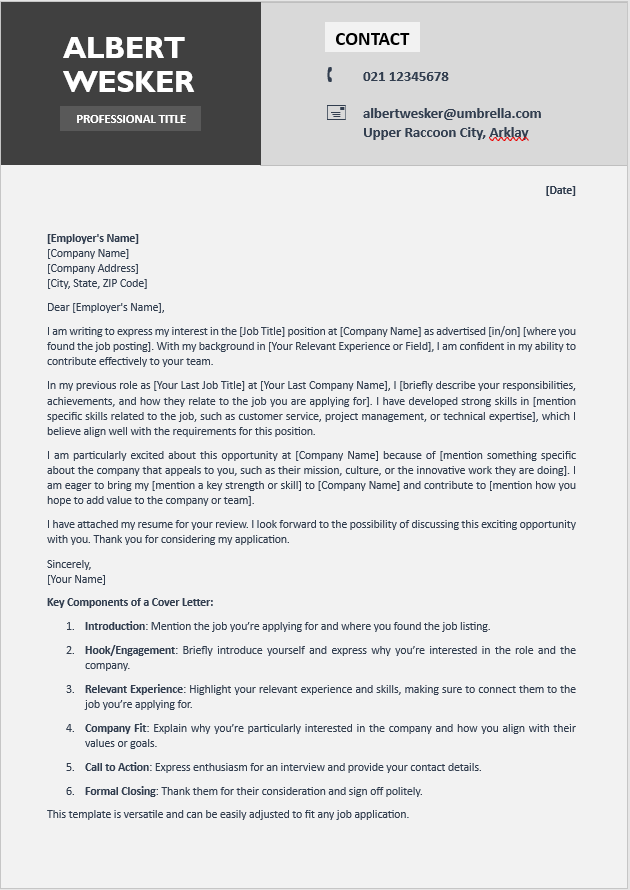 ALBERT
WESKER
PROFESSIONAL TITLE
CONTACT
021 12345678
albertwesker@umbrella.com
Upper Raccoon City, Arklay
[Date]
[Employer's Name]
[Company Name]
[Company Address]
[City, State, ZIP Code]
Dear [Employer's Name],
I am writing to express my interest in the [Job Title] position at [Company Name] as advertised [in/on] [where you
found the job posting]. With my background in [Your Relevant Experience or Field], I am confident in my ability to
contribute effectively to your team.
In my previous role as [Your Last Job Title] at [Your Last Company Name], I [briefly describe your responsibilities,
achievements, and how they relate to the job you are applying for]. I have developed strong skills in [mention
specific skills related to the job, such as customer service, project management, or technical expertise], which I
believe align well with the requirements for this position.
I am particularly excited about this opportunity at [Company Name] because of [mention something specific
about the company that appeals to you, such as their mission, culture, or the innovative work they are doing]. I
am eager to bring my [mention a key strength or skill] to [Company Name] and contribute to [mention how you
hope to add value to the company or team].
I have attached my resume for your review. I look forward to the possibility of discussing this exciting opportunity
with you. Thank you for considering my application.
Sincerely,
[Your Name]
Key Components of a Cover Letter:
1. Introduction: Mention the job you're applying for and where you found the job listing.
2. Hook/Engagement: Briefly introduce yourself and express why you're interested in the role and the
company.
3. Relevant Experience: Highlight your relevant experience and skills, making sure to connect them to the
job you're applying for.
4. Company Fit: Explain why you're particularly interested in the company and how you align with their
values or goals.
5. Call to Action: Express enthusiasm for an interview and provide your contact details.
6. Formal Closing: Thank them for their consideration and sign off politely.
This template is versatile and can be easily adjusted to fit any job application.